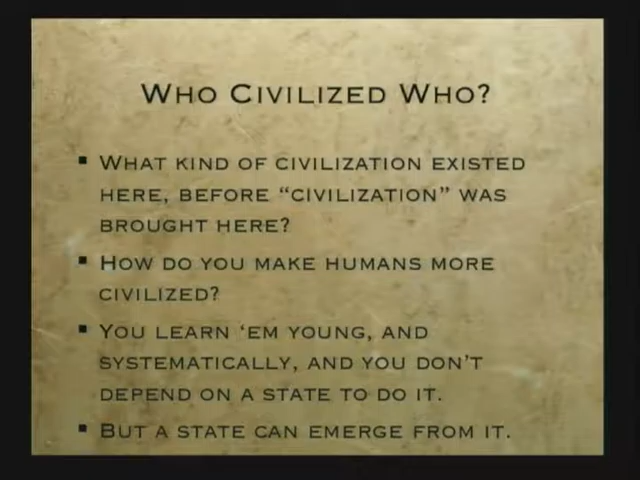 WHO CIVILIZED WHO?
▪ WHAT KIND OF CIVILIZATION EXISTED
HERE, BEFORE “CIVILIZATION” WAS
BROUGHT HERE?
▪ HOW DO YOU MAKE HUMANS MORE
CIVILIZED?
▪ YOU LEARN ‘EM YOUNG, AND
SYSTEMATICALLY, AND YOU DON’T
DEPEND ON A STATE TO DO IT.
▪ BUT A STATE CAN EMERGE FROM IT.